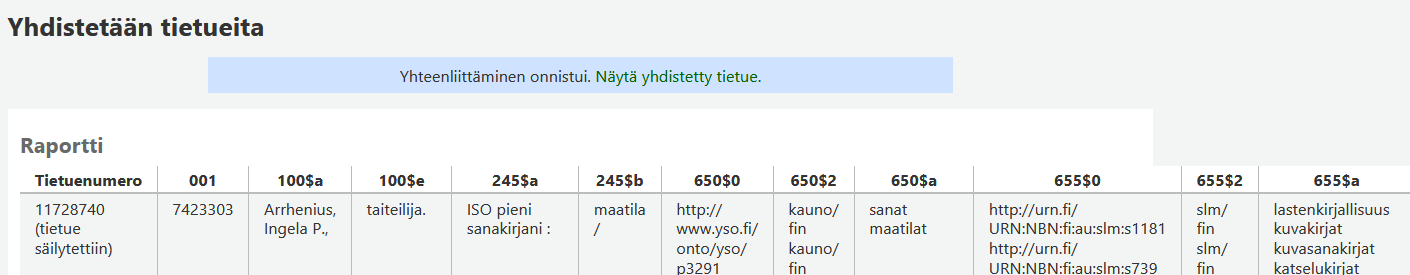 Yhdistetään tietueita
Yhteenliittäminen onnistui. Näytä yhdistetty tietue.
Raportti
Tietuenumero 001 100$a 100$e 245$a 245$b 650$0 650$2 650$a 655$0 655$2 655$a
11728740 7423303 Arrhenius, taiteilija. ISO pieni maatila http:// kauno/ sanat http://urn.fi/ slm/ lastenkirjallisuus
(tietue Ingela P., sanakirjani : / www.yso.fi/ fin maatilat URN:NBN:fi:au:slm:s1181 fin kuvakirjat
säilytettiin) onto/yso/ kauno/ http://urn.fi/ slm/ kuvasanakirjat
p3291 fin URN:NBN:fi:au:slm:s739 fin katselukirjat